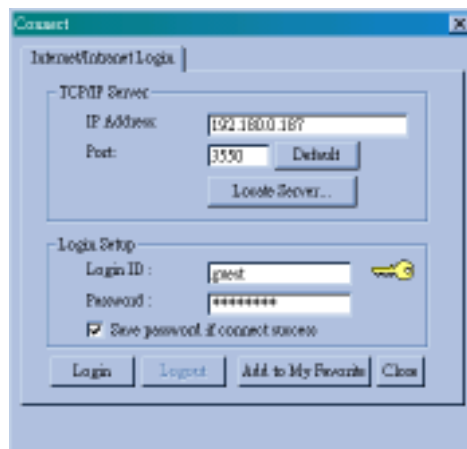 Connect
Internet/Intranet Login
TCP/IP Server
IP Address:
192.180.0.187
Port:
3550
Default
Locate Server...
Login Setup
Login ID :
guest
Password :
********
Save password if connect success
Login
Logout
Add to My Favorite
Close